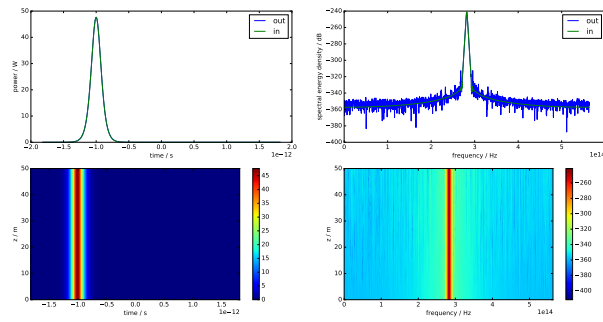 50
40
30
20
10
0
power / W
out
in
−2.0 −1.5 −1.0 −0.5 0.0 0.5 1.0 1.5 2.0
time / s
1e−12
−240
−260
−280
−300
−320
−340
−360
−380
−400
spectral energy density / dB
out
in
0 1 2 3 4 5
frequency / Hz
1e14
50
40
30
20
10
0
z / m
−1.5 −1.0 −0.5 0.0 0.5 1.0 1.5
time / s
1e−12
45
40
35
30
25
20
15
10
5
0
50
40
30
20
10
0
z / m
0 1 2 3 4 5
frequency / Hz
1e14
−260
−280
−300
−320
−340
−360
−380
−400